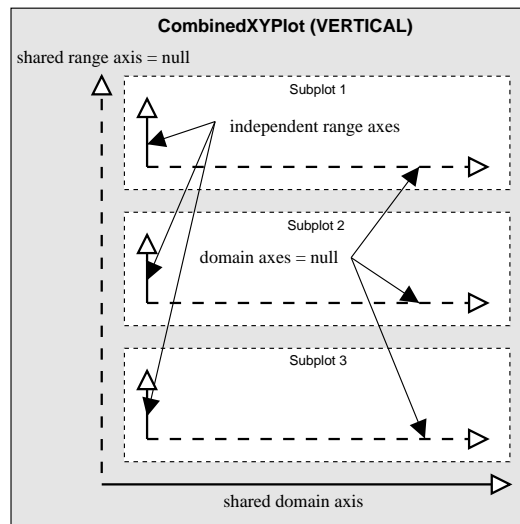 CombinedXYPlot (VERTICAL)
shared range axis = null
Subplot 1
independent range axes
Subplot 2
domain axes = null
Subplot 3
shared domain axis